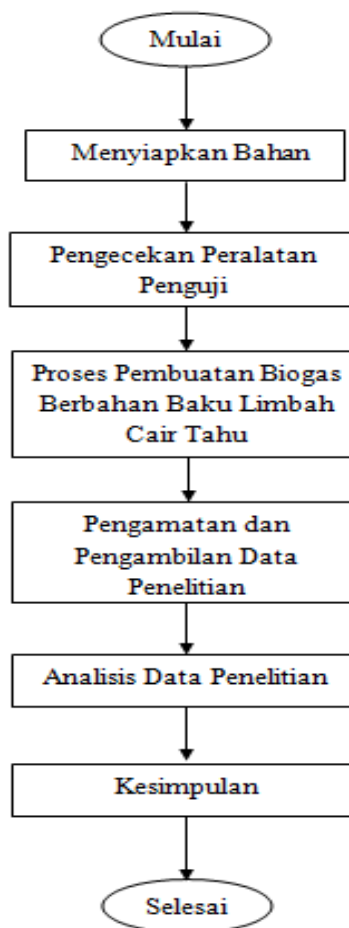 Mulai
Menyiapkan Bahan
Pengecekan Peralatan
Penguji
Proses Pembuatan Biogas
Berbahan Baku Limbah
Cair Tahu
Pengamatan dan
Pengambilan Data
Penelitian
Analisis Data Penelitian
Kesimpulan
Selesai